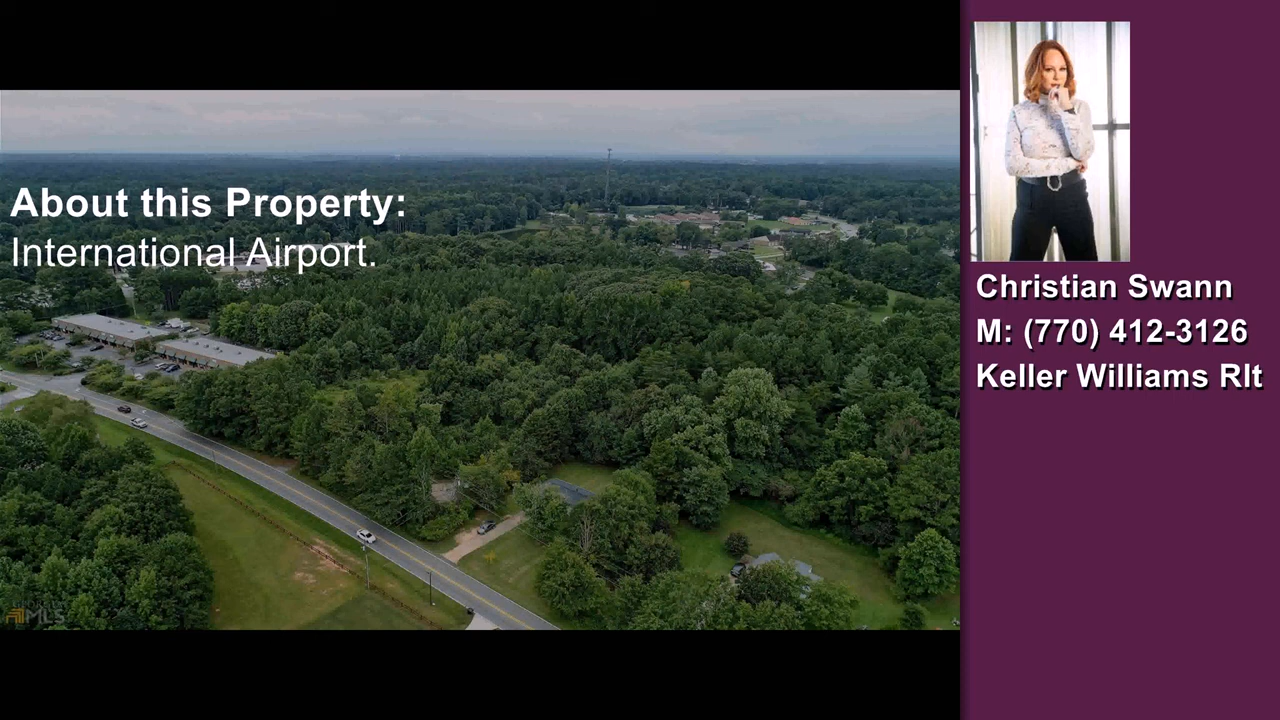 About this Property:
International Airport.
Christian Swann
M: (770) 412-3126
Keller Williams Rlt
MLS